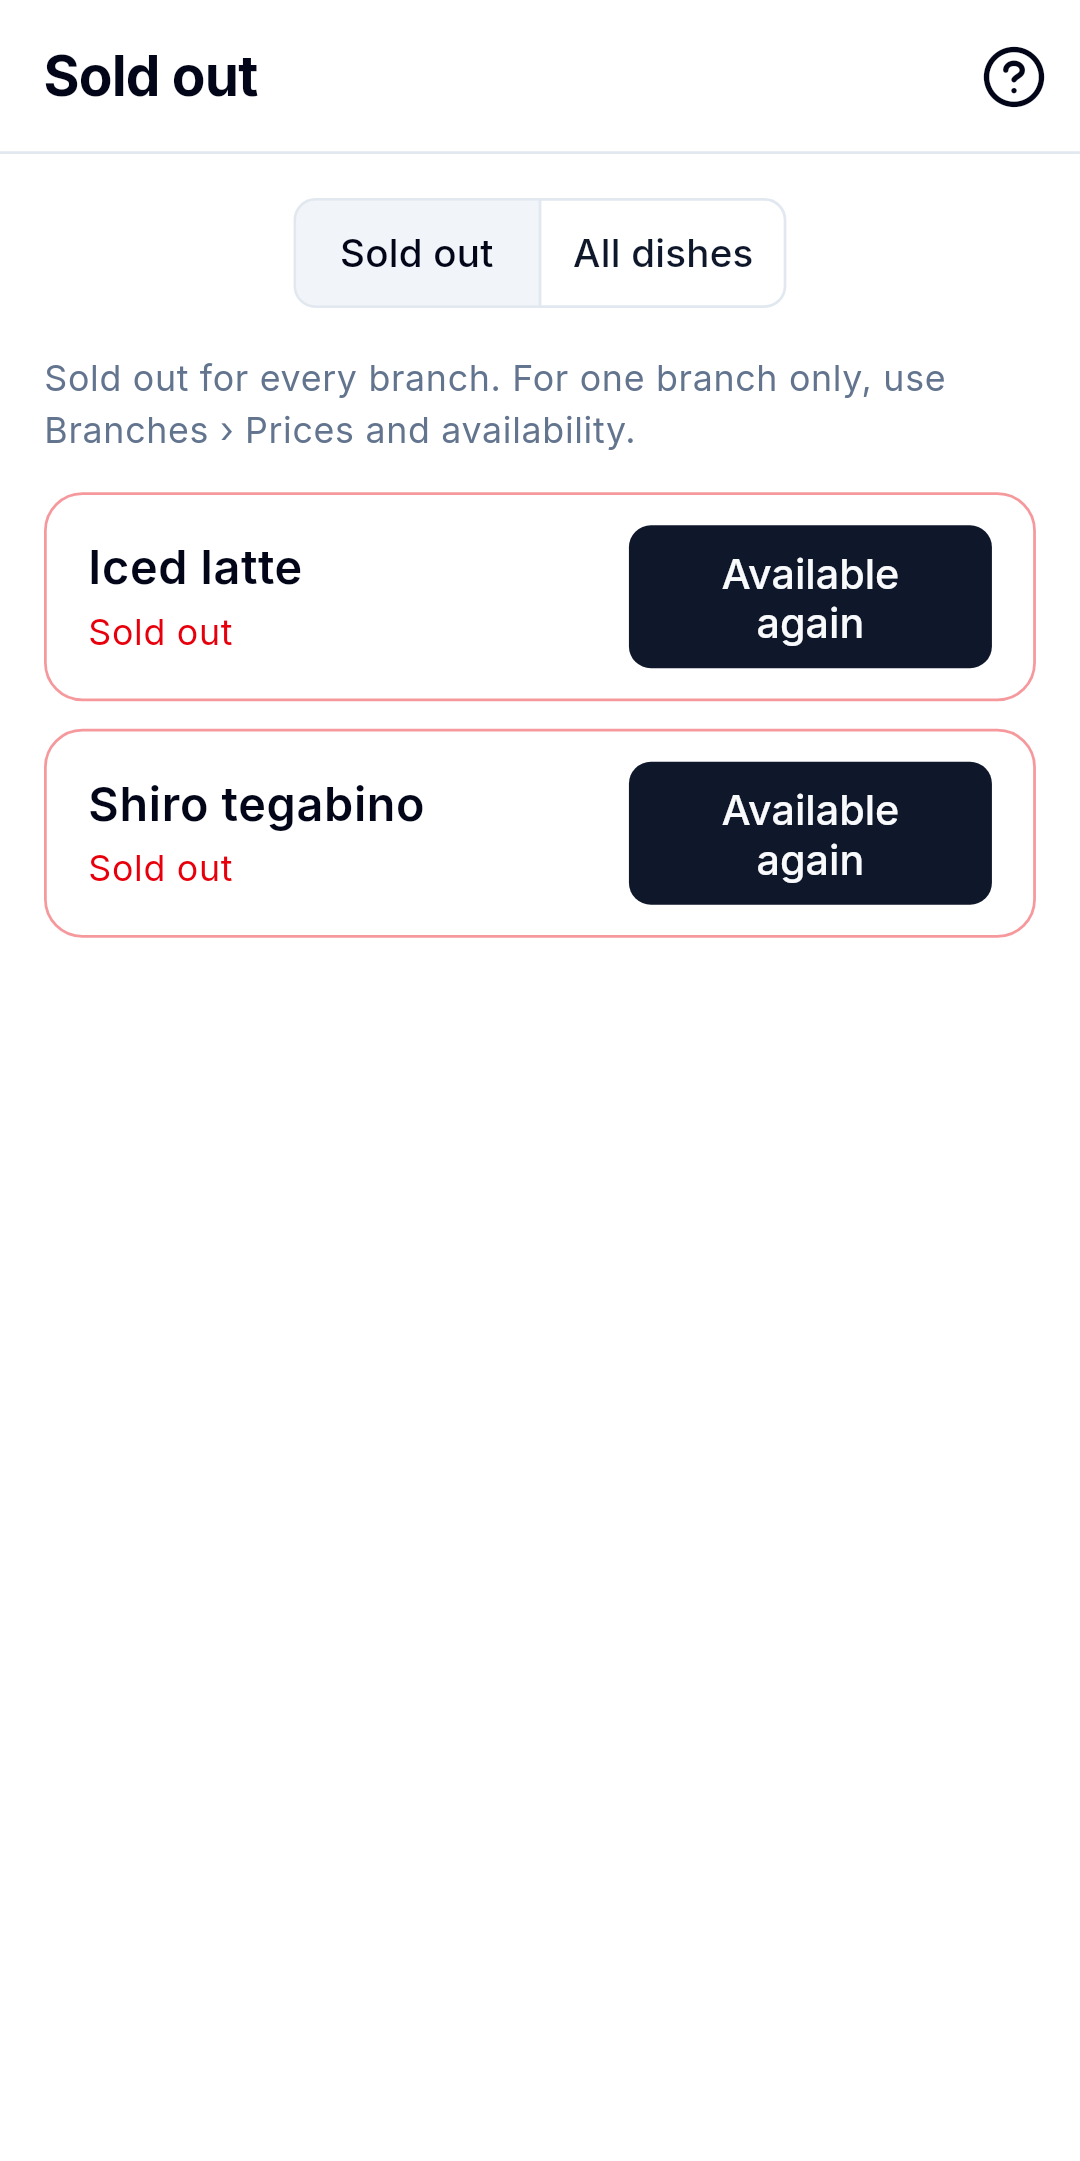 Sold out
Sold out
All dishes
Sold out for every branch. For one branch only, use
Branches › Prices and availability.
Iced latte
Sold out
Available
again
Shiro tegabino
Sold out
Available
again